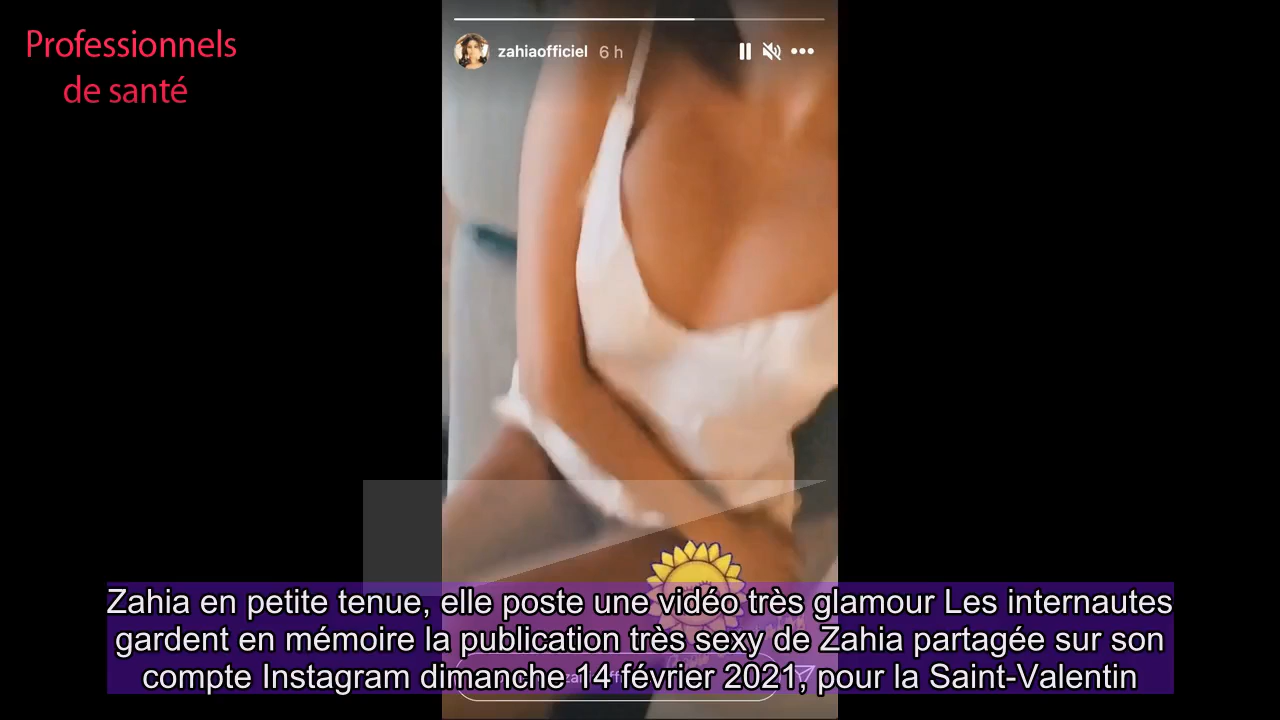 Professionnels
de santé
zahiaofficiel 6 h
Zahia en petite tenue, elle poste une vidéo très glamour Les internautes
gardent en mémoire la publication très sexy de Zahia partagée sur son
compte Instagram dimanche 14 février 2021, pour la Saint-Valentin